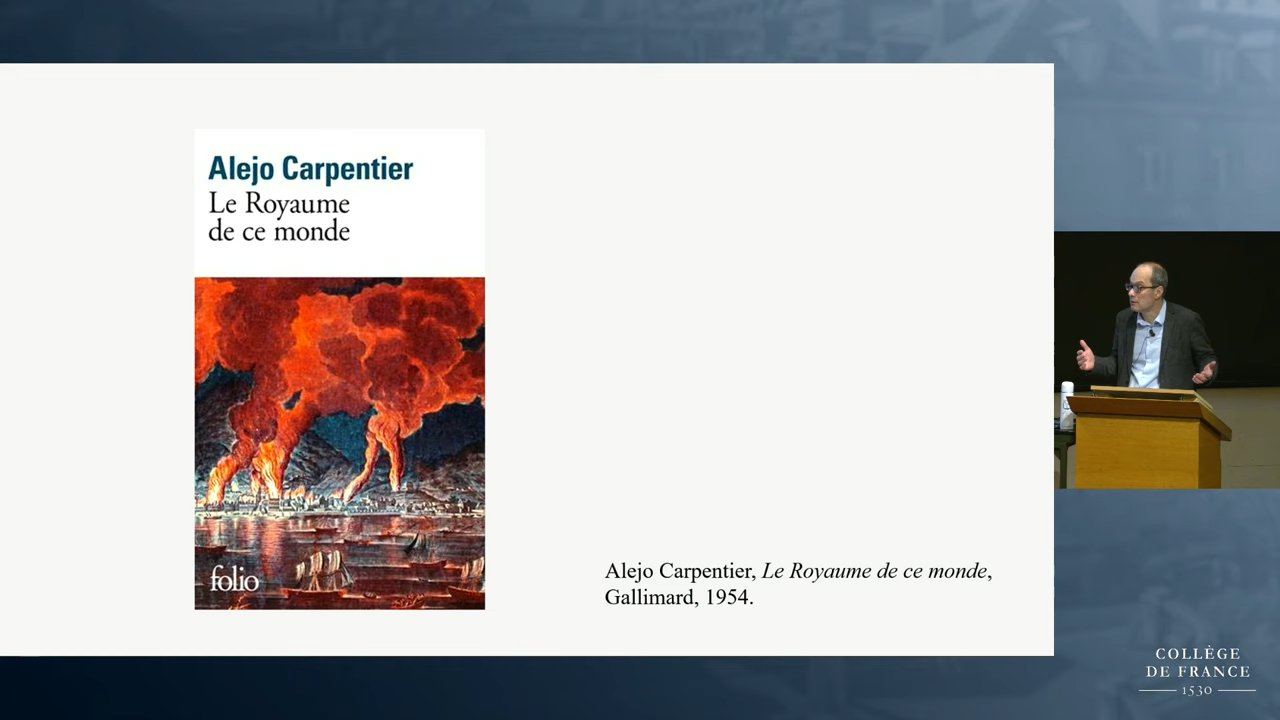 Alejo Carpentier
Le Royaume
de ce monde
folio
Alejo Carpentier, Le Royaume de ce monde,
Gallimard, 1954.
COLLÈGE
DE FRANCE
1530